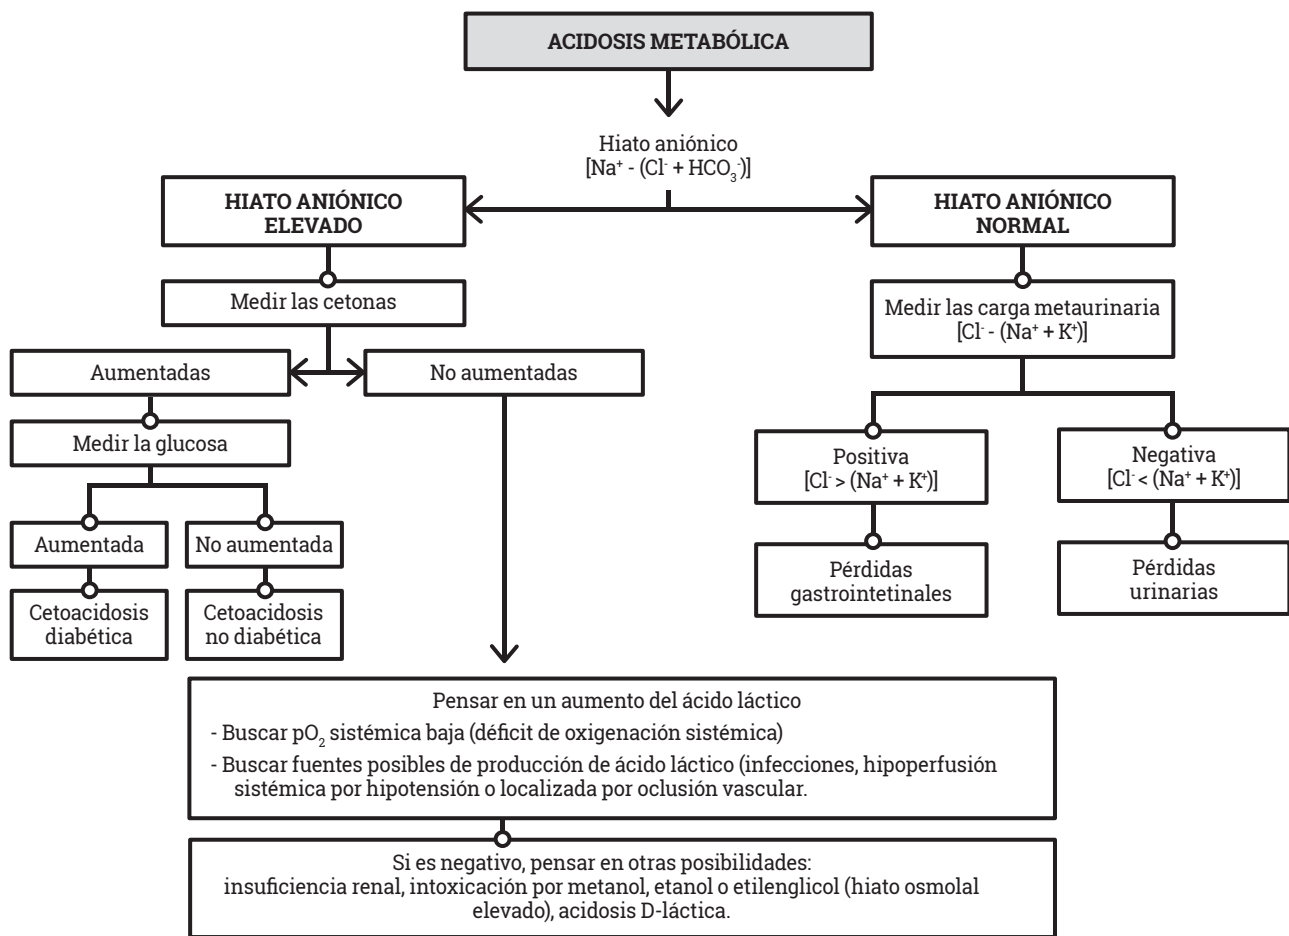 ACIDOSIS METABÓLICA
Hiato aniónico
[Na⁺ - (Cl⁻ + HCO₃⁻)]
HIATO ANIÓNICO
ELEVADO
HIATO ANIÓNICO
NORMAL
Medir las cetonas
Medir las carga metaurinaria
[Cl⁻ - (Na⁺ + K⁺)]
Aumentadas
No aumentadas
Medir la glucosa
Positiva
[Cl⁻ > (Na⁺ + K⁺)]
Negativa
[Cl⁻ < (Na⁺ + K⁺)]
Aumentada
No aumentada
Pérdidas
gastrointetinales
Pérdidas
urinarias
Cetoacidosis
diabética
Cetoacidosis
no diabética
Pensar en un aumento del ácido láctico
- Buscar pO₂ sistémica baja (déficit de oxigenación sistémica)
- Buscar fuentes posibles de producción de ácido láctico (infecciones, hipoperfusión
sistémica por hipotensión o localizada por oclusión vascular.
Si es negativo, pensar en otras posibilidades:
insuficiencia renal, intoxicación por metanol, etanol o etilenglicol (hiato osmolal
elevado), acidosis D-láctica.